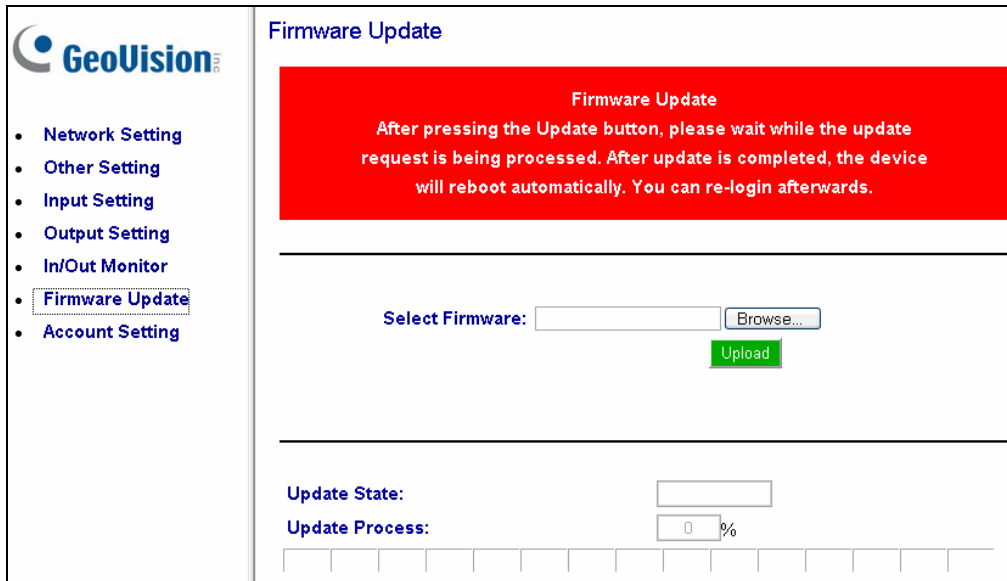 GeoVision inc
Network Setting
Other Setting
Input Setting
Output Setting
In/Out Monitor
Firmware Update
Account Setting
Firmware Update
Firmware Update
After pressing the Update button, please wait while the update
request is being processed. After update is completed, the device
will reboot automatically. You can re-login afterwards.
Select Firmware: Browse...
Upload
Update State:
Update Process: 0 %